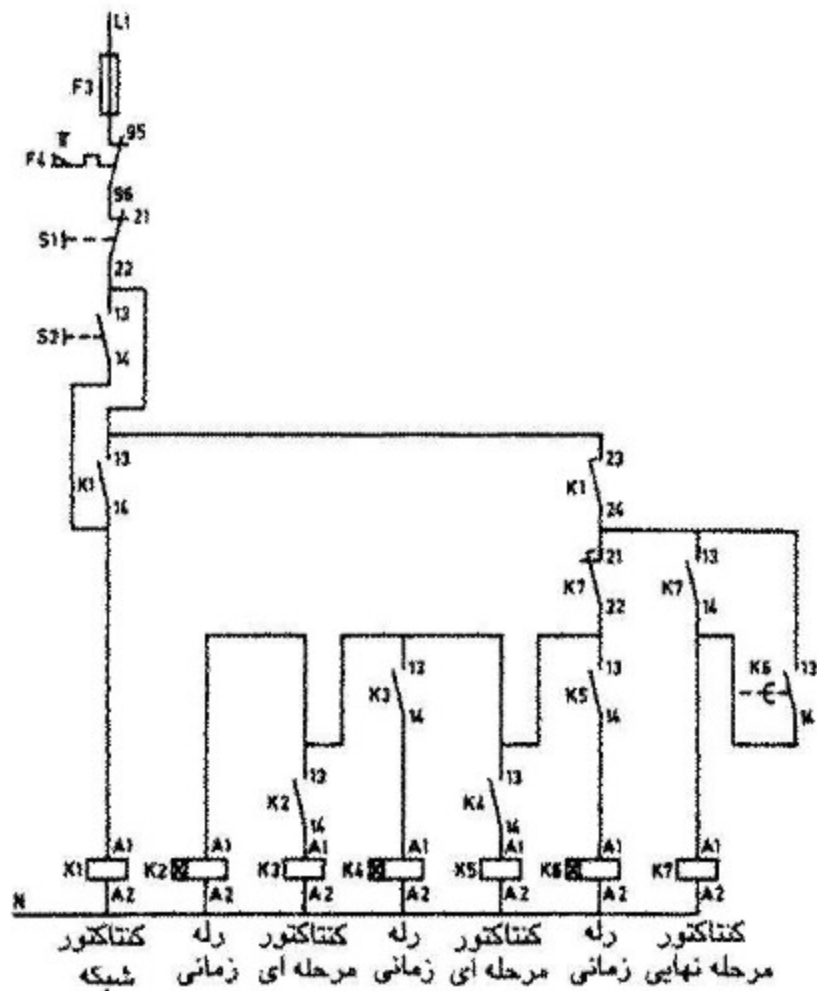 L1
F3
95
F4
96
21
S1
22
13
S2
14
13
K1
14
23
K1
24
21
K7
22
13
K7
14
13
K3
14
13
K5
14
K6 13
14
13
K2
14
13
K4
14
A1 A1 A1 A1 A1 A1 A1
K1 K2 K3 K4 K5 K6 K7
A2 A2 A2 A2 A2 A2 A2
N
کنتاکتور رله کنتاکتور رله کنتاکتور رله کنتاکتور
شبکه زمانی مرحله ای زمانی مرحله ای زمانی مرحله نهایی